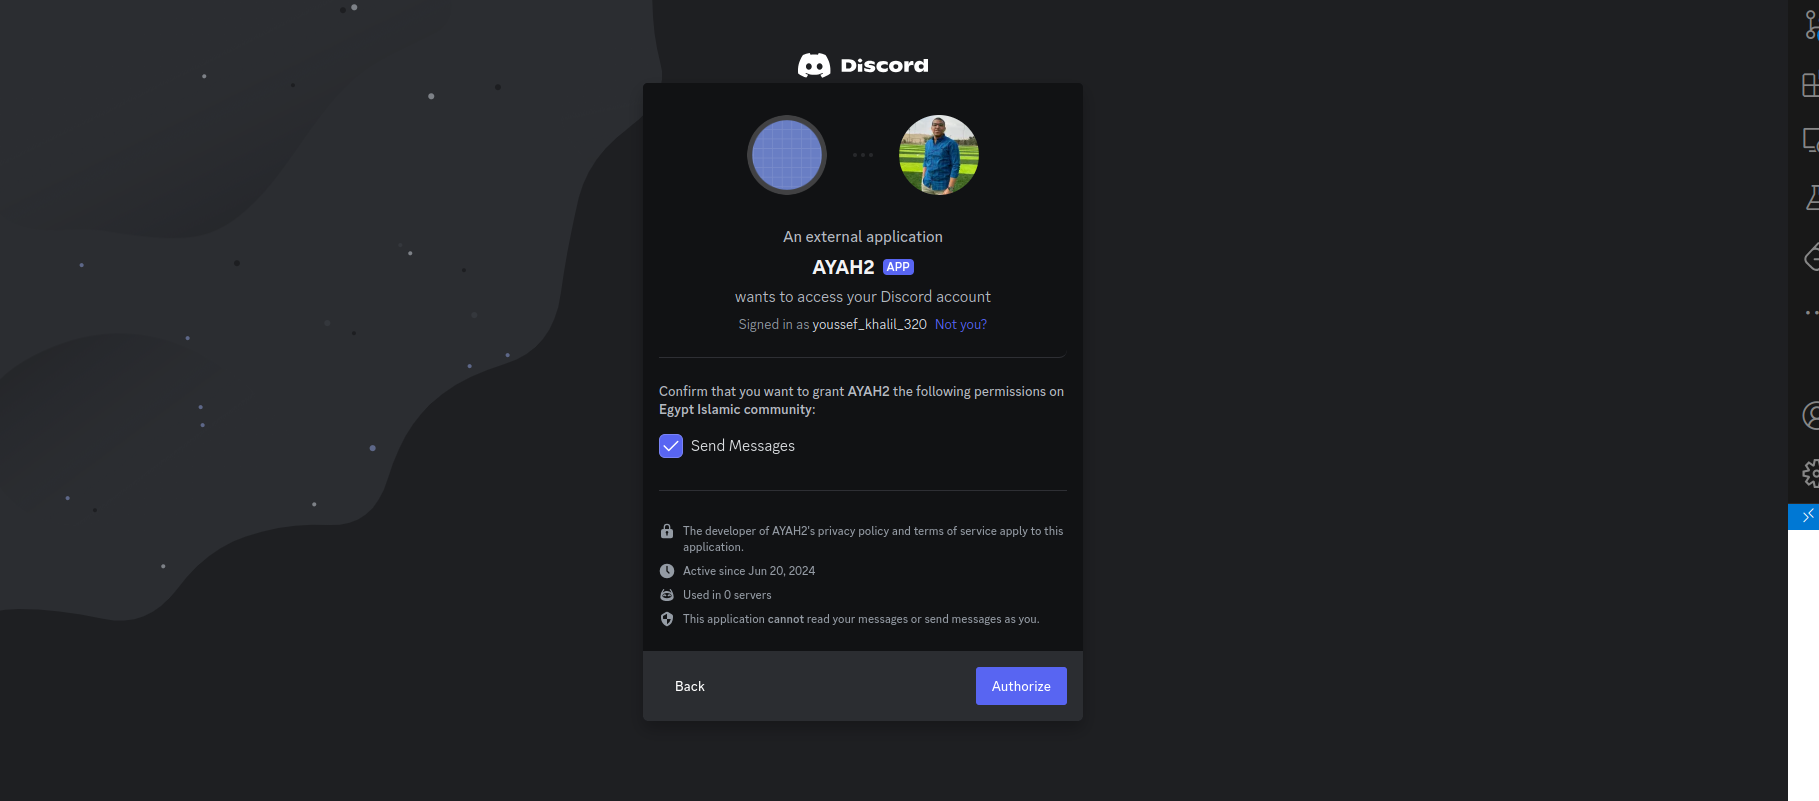 Discord
An external application
AYAH2 APP
wants to access your Discord account
Signed in as youssef_khalil_320 Not you?
Confirm that you want to grant AYAH2 the following permissions on
Egypt Islamic community:
Send Messages
The developer of AYAH2's privacy policy and terms of service apply to this
application.
Active since Jun 20, 2024
Used in 0 servers
This application cannot read your messages or send messages as you.
Back
Authorize